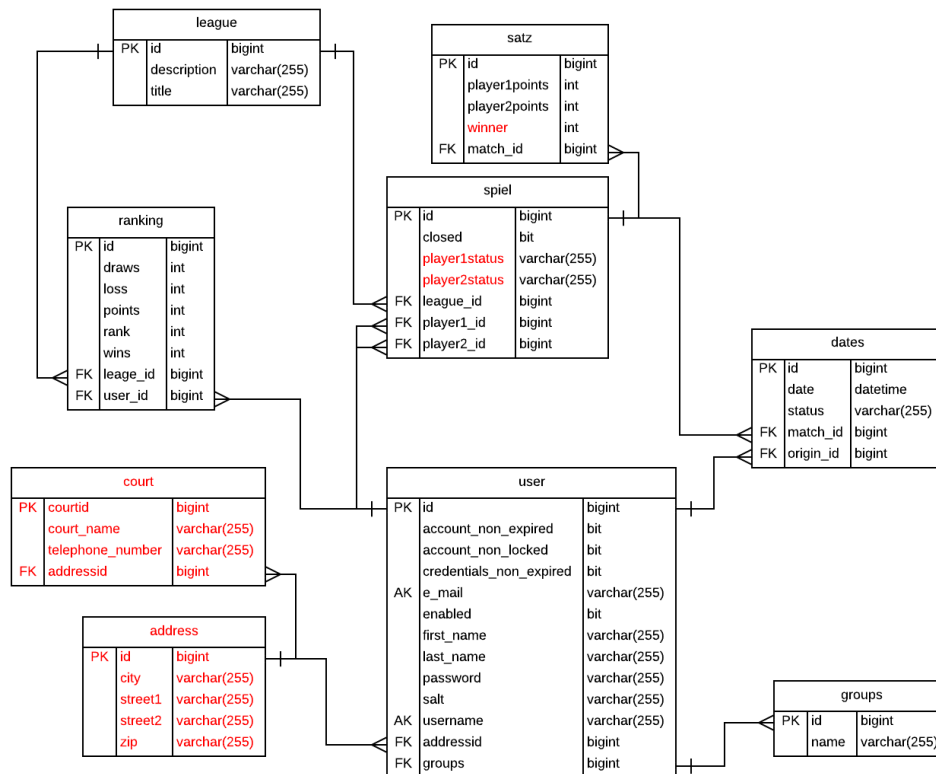 league
PK id bigint
description varchar(255)
title varchar(255)
satz
PK id bigint
player1points int
player2points int
winner int
FK match_id bigint
spiel
PK id bigint
closed bit
player1status varchar(255)
player2status varchar(255)
FK league_id bigint
FK player1_id bigint
FK player2_id bigint
ranking
PK id bigint
draws int
loss int
points int
rank int
wins int
FK leage_id bigint
FK user_id bigint
dates
PK id bigint
date datetime
status varchar(255)
FK match_id bigint
FK origin_id bigint
court
PK courtid bigint
court_name varchar(255)
telephone_number varchar(255)
FK addressid bigint
user
PK id bigint
account_non_expired bit
account_non_locked bit
credentials_non_expired bit
AK e_mail varchar(255)
enabled bit
first_name varchar(255)
last_name varchar(255)
password varchar(255)
salt varchar(255)
AK username varchar(255)
FK addressid bigint
FK groups bigint
address
PK id bigint
city varchar(255)
street1 varchar(255)
street2 varchar(255)
zip varchar(255)
groups
PK id bigint
name varchar(255)